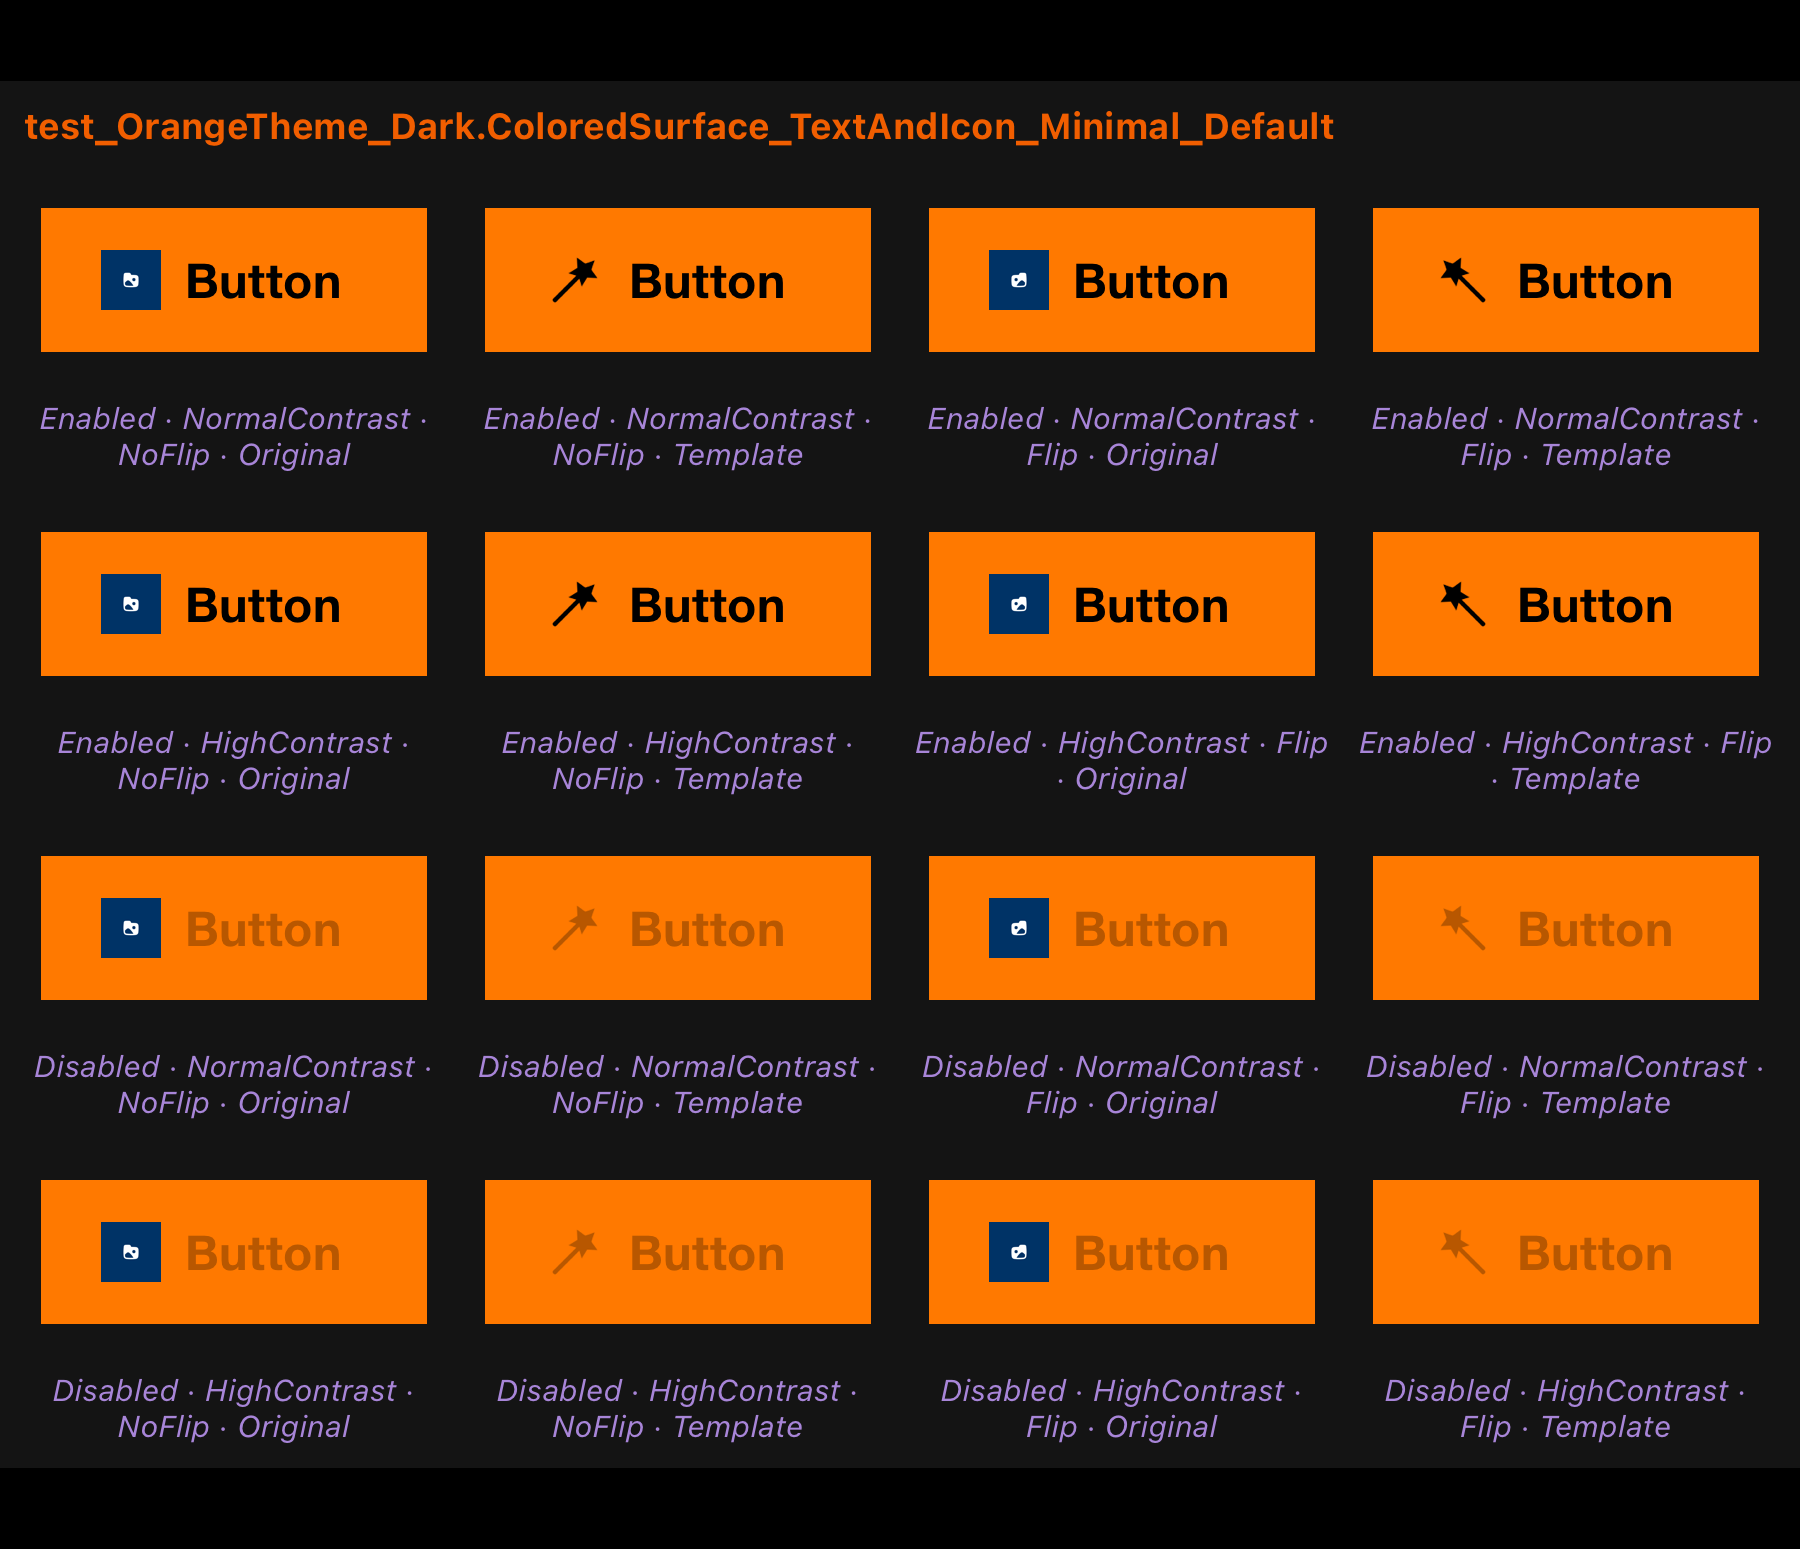 test_OrangeTheme_Dark.ColoredSurface_TextAndIcon_Minimal_Default
Button
Button
Button
Button
Enabled · NormalContrast ·
NoFlip · Original
Enabled · NormalContrast ·
NoFlip · Template
Enabled · NormalContrast ·
Flip · Original
Enabled · NormalContrast ·
Flip · Template
Button
Button
Button
Button
Enabled · HighContrast ·
NoFlip · Original
Enabled · HighContrast ·
NoFlip · Template
Enabled · HighContrast · Flip
· Original
Enabled · HighContrast · Flip
· Template
Button
Button
Button
Button
Disabled · NormalContrast ·
NoFlip · Original
Disabled · NormalContrast ·
NoFlip · Template
Disabled · NormalContrast ·
Flip · Original
Disabled · NormalContrast ·
Flip · Template
Button
Button
Button
Button
Disabled · HighContrast ·
NoFlip · Original
Disabled · HighContrast ·
NoFlip · Template
Disabled · HighContrast ·
Flip · Original
Disabled · HighContrast ·
Flip · Template